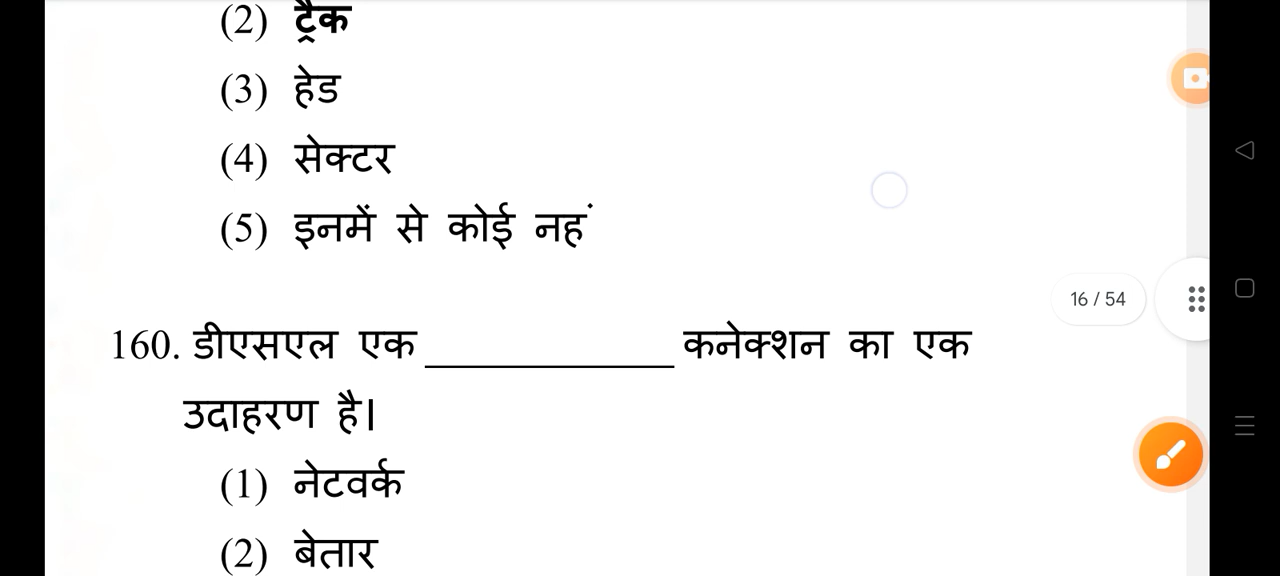 (2) ट्रैक
(3) हेड
(4) सेक्टर
(5) इनमें से कोई नहं
16 / 54
160. डीएसएल एक ____________ कनेक्शन का एक
उदाहरण है।
(1) नेटवर्क
(2) बेतार